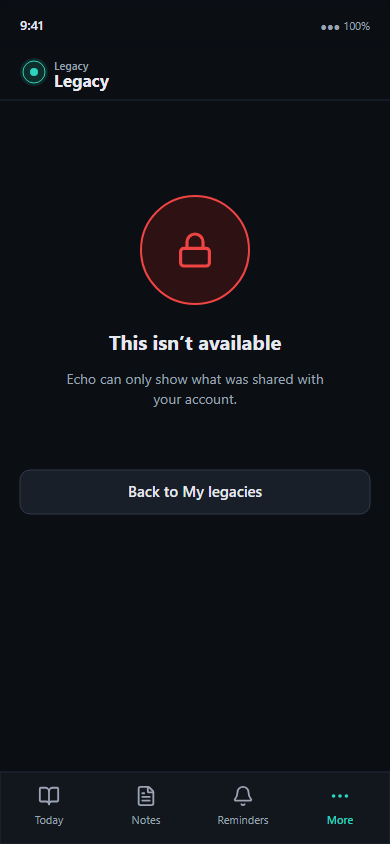 9:41
100%
Legacy
Legacy
This isn’t available
Echo can only show what was shared with
your account.
Back to My legacies
Today
Notes
Reminders
More